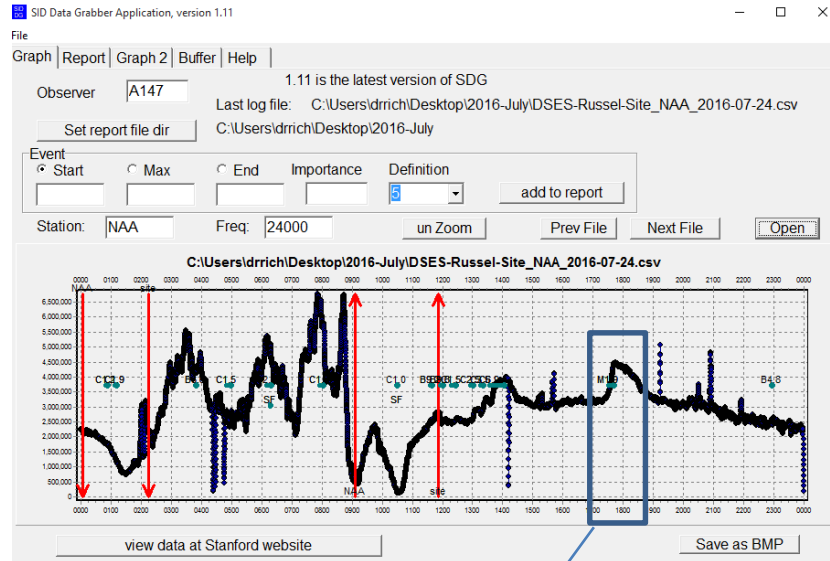 SID Data Grabber Application, version 1.11
File
Graph Report Graph 2 Buffer Help
1.11 is the latest version of SDG
Observer A147
Last log file: C:\Users\drrich\Desktop\2016-July\DSES-Russel-Site_NAA_2016-07-24.csv
Set report file dir C:\Users\drrich\Desktop\2016-July
Event
Start Max End Importance Definition
5 add to report
Station: NAA Freq: 24000 un Zoom Prev File Next File Open
C:\Users\drrich\Desktop\2016-July\DSES-Russel-Site_NAA_2016-07-24.csv
0000 0100 0200 0300 0400 0500 0600 0700 0800 0900 1000 1100 1200 1300 1400 1500 1600 1700 1800 1900 2000 2100 2200 2300 0000
NAA site
6,500,000
6,000,000
5,500,000
5,000,000
4,500,000
4,000,000
3,500,000
3,000,000
2,500,000
2,000,000
1,500,000
1,000,000
500,000
0
C1.5 C1.0 B4.8
SF SF
NAA site
0000 0100 0200 0300 0400 0500 0600 0700 0800 0900 1000 1100 1200 1300 1400 1500 1600 1700 1800 1900 2000 2100 2200 2300 0000
view data at Stanford website Save as BMP